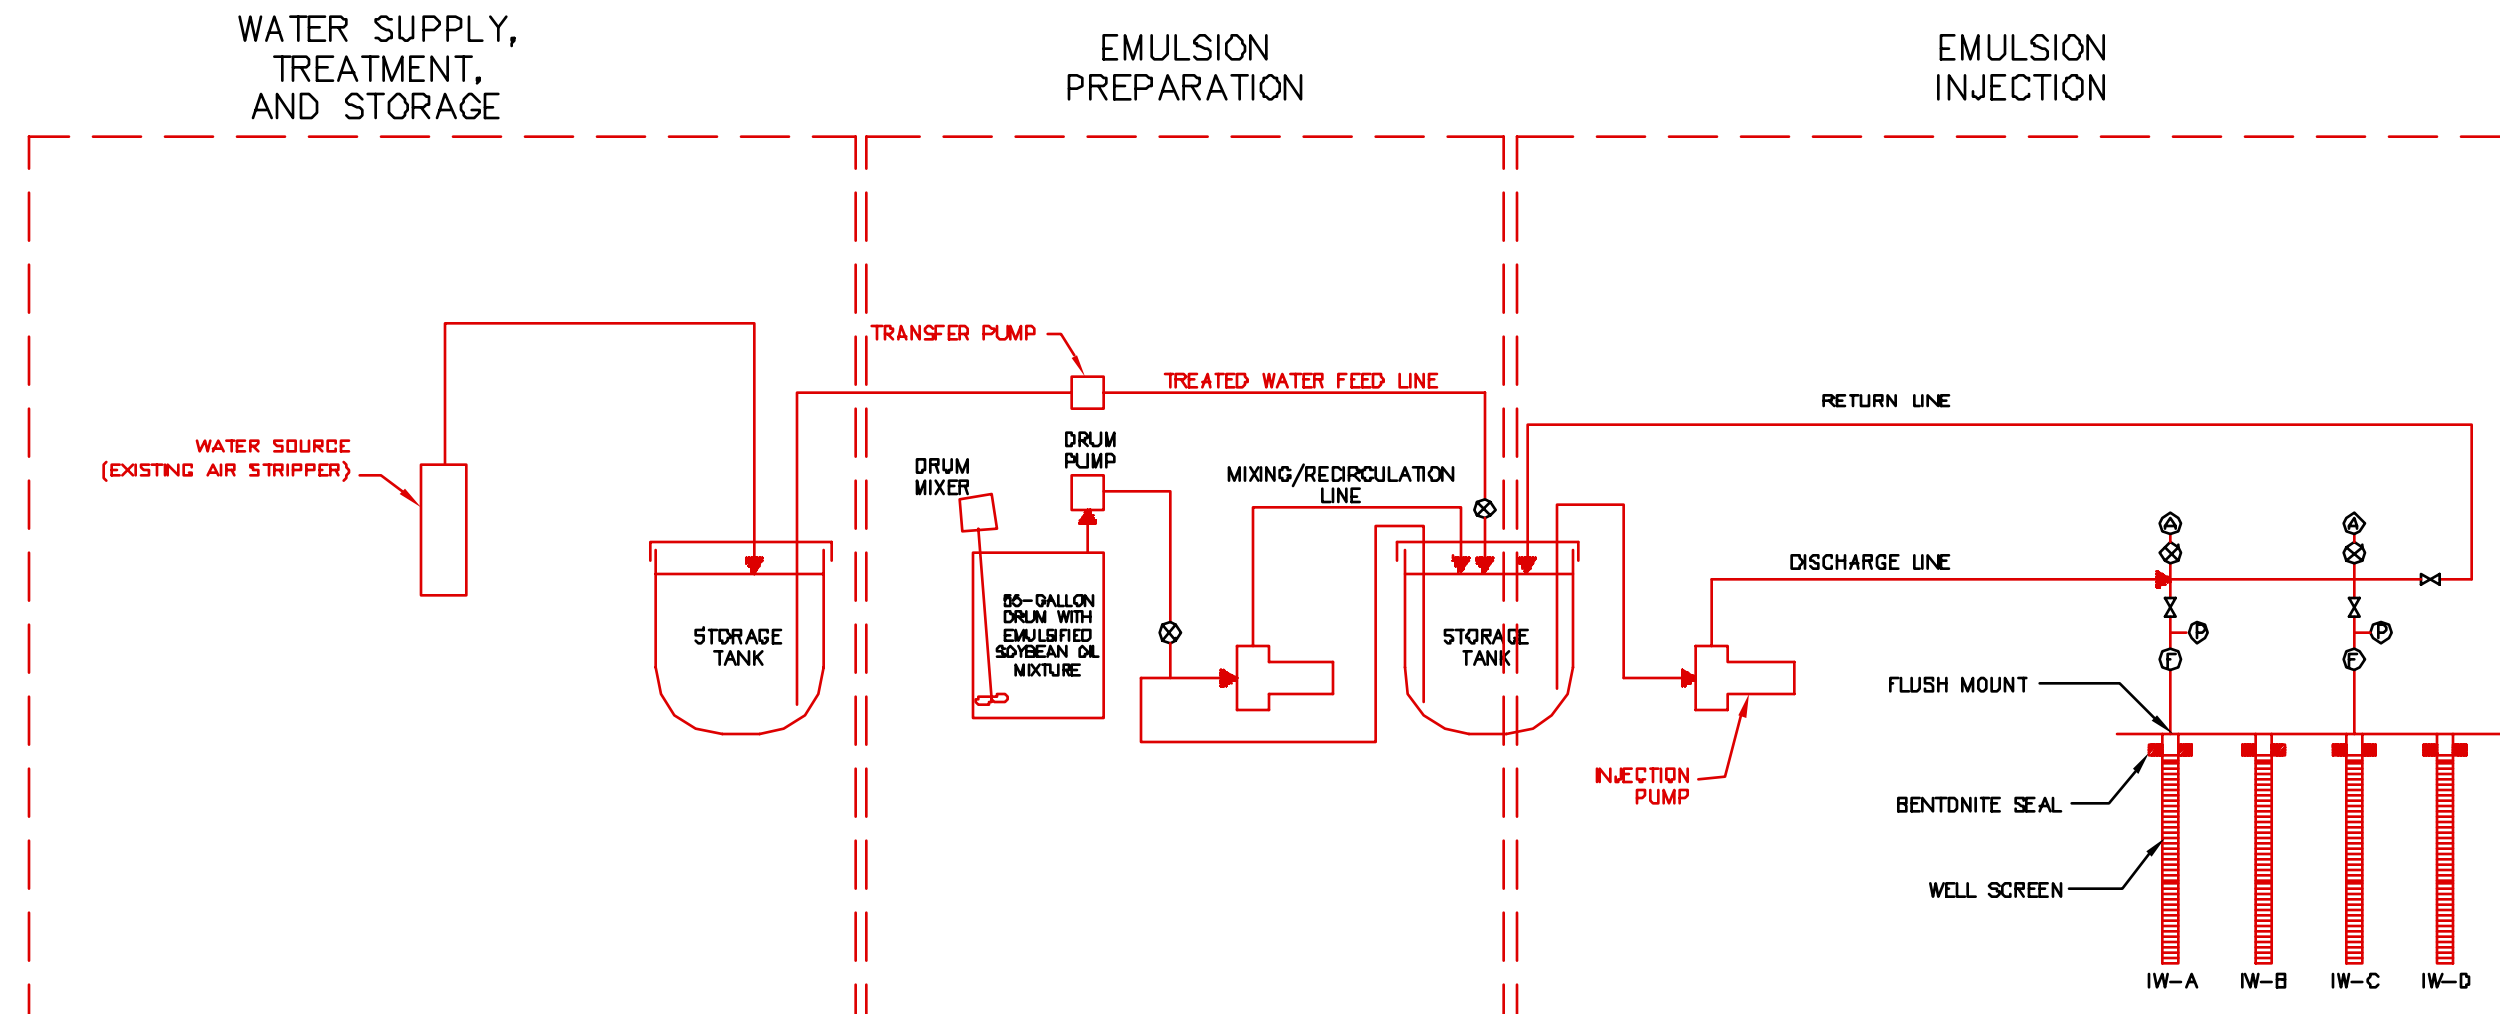 WATER SUPPLY,
TREATMENT,
AND STORAGE
EMULSION
PREPARATION
EMULSION
INJECTION
TRANSFER PUMP
TREATED WATER FEED LINE
RETURN LINE
WATER SOURCE
(EXISTING AIR STRIPPER)
DRUM
PUMP
DRUM
MIXER
MIXING/RECIRCULATION
LINE
DISCHARGE LINE
A
A
55-GALLON
DRUM WITH
EMULSIFIED
SOYBEAN OIL
MIXTURE
STORAGE
TANK
STORAGE
TANK
P
P
F
F
FLUSH MOUNT
INJECTION
PUMP
BENTONITE SEAL
WELL SCREEN
IW-A
IW-B
IW-C
IW-D